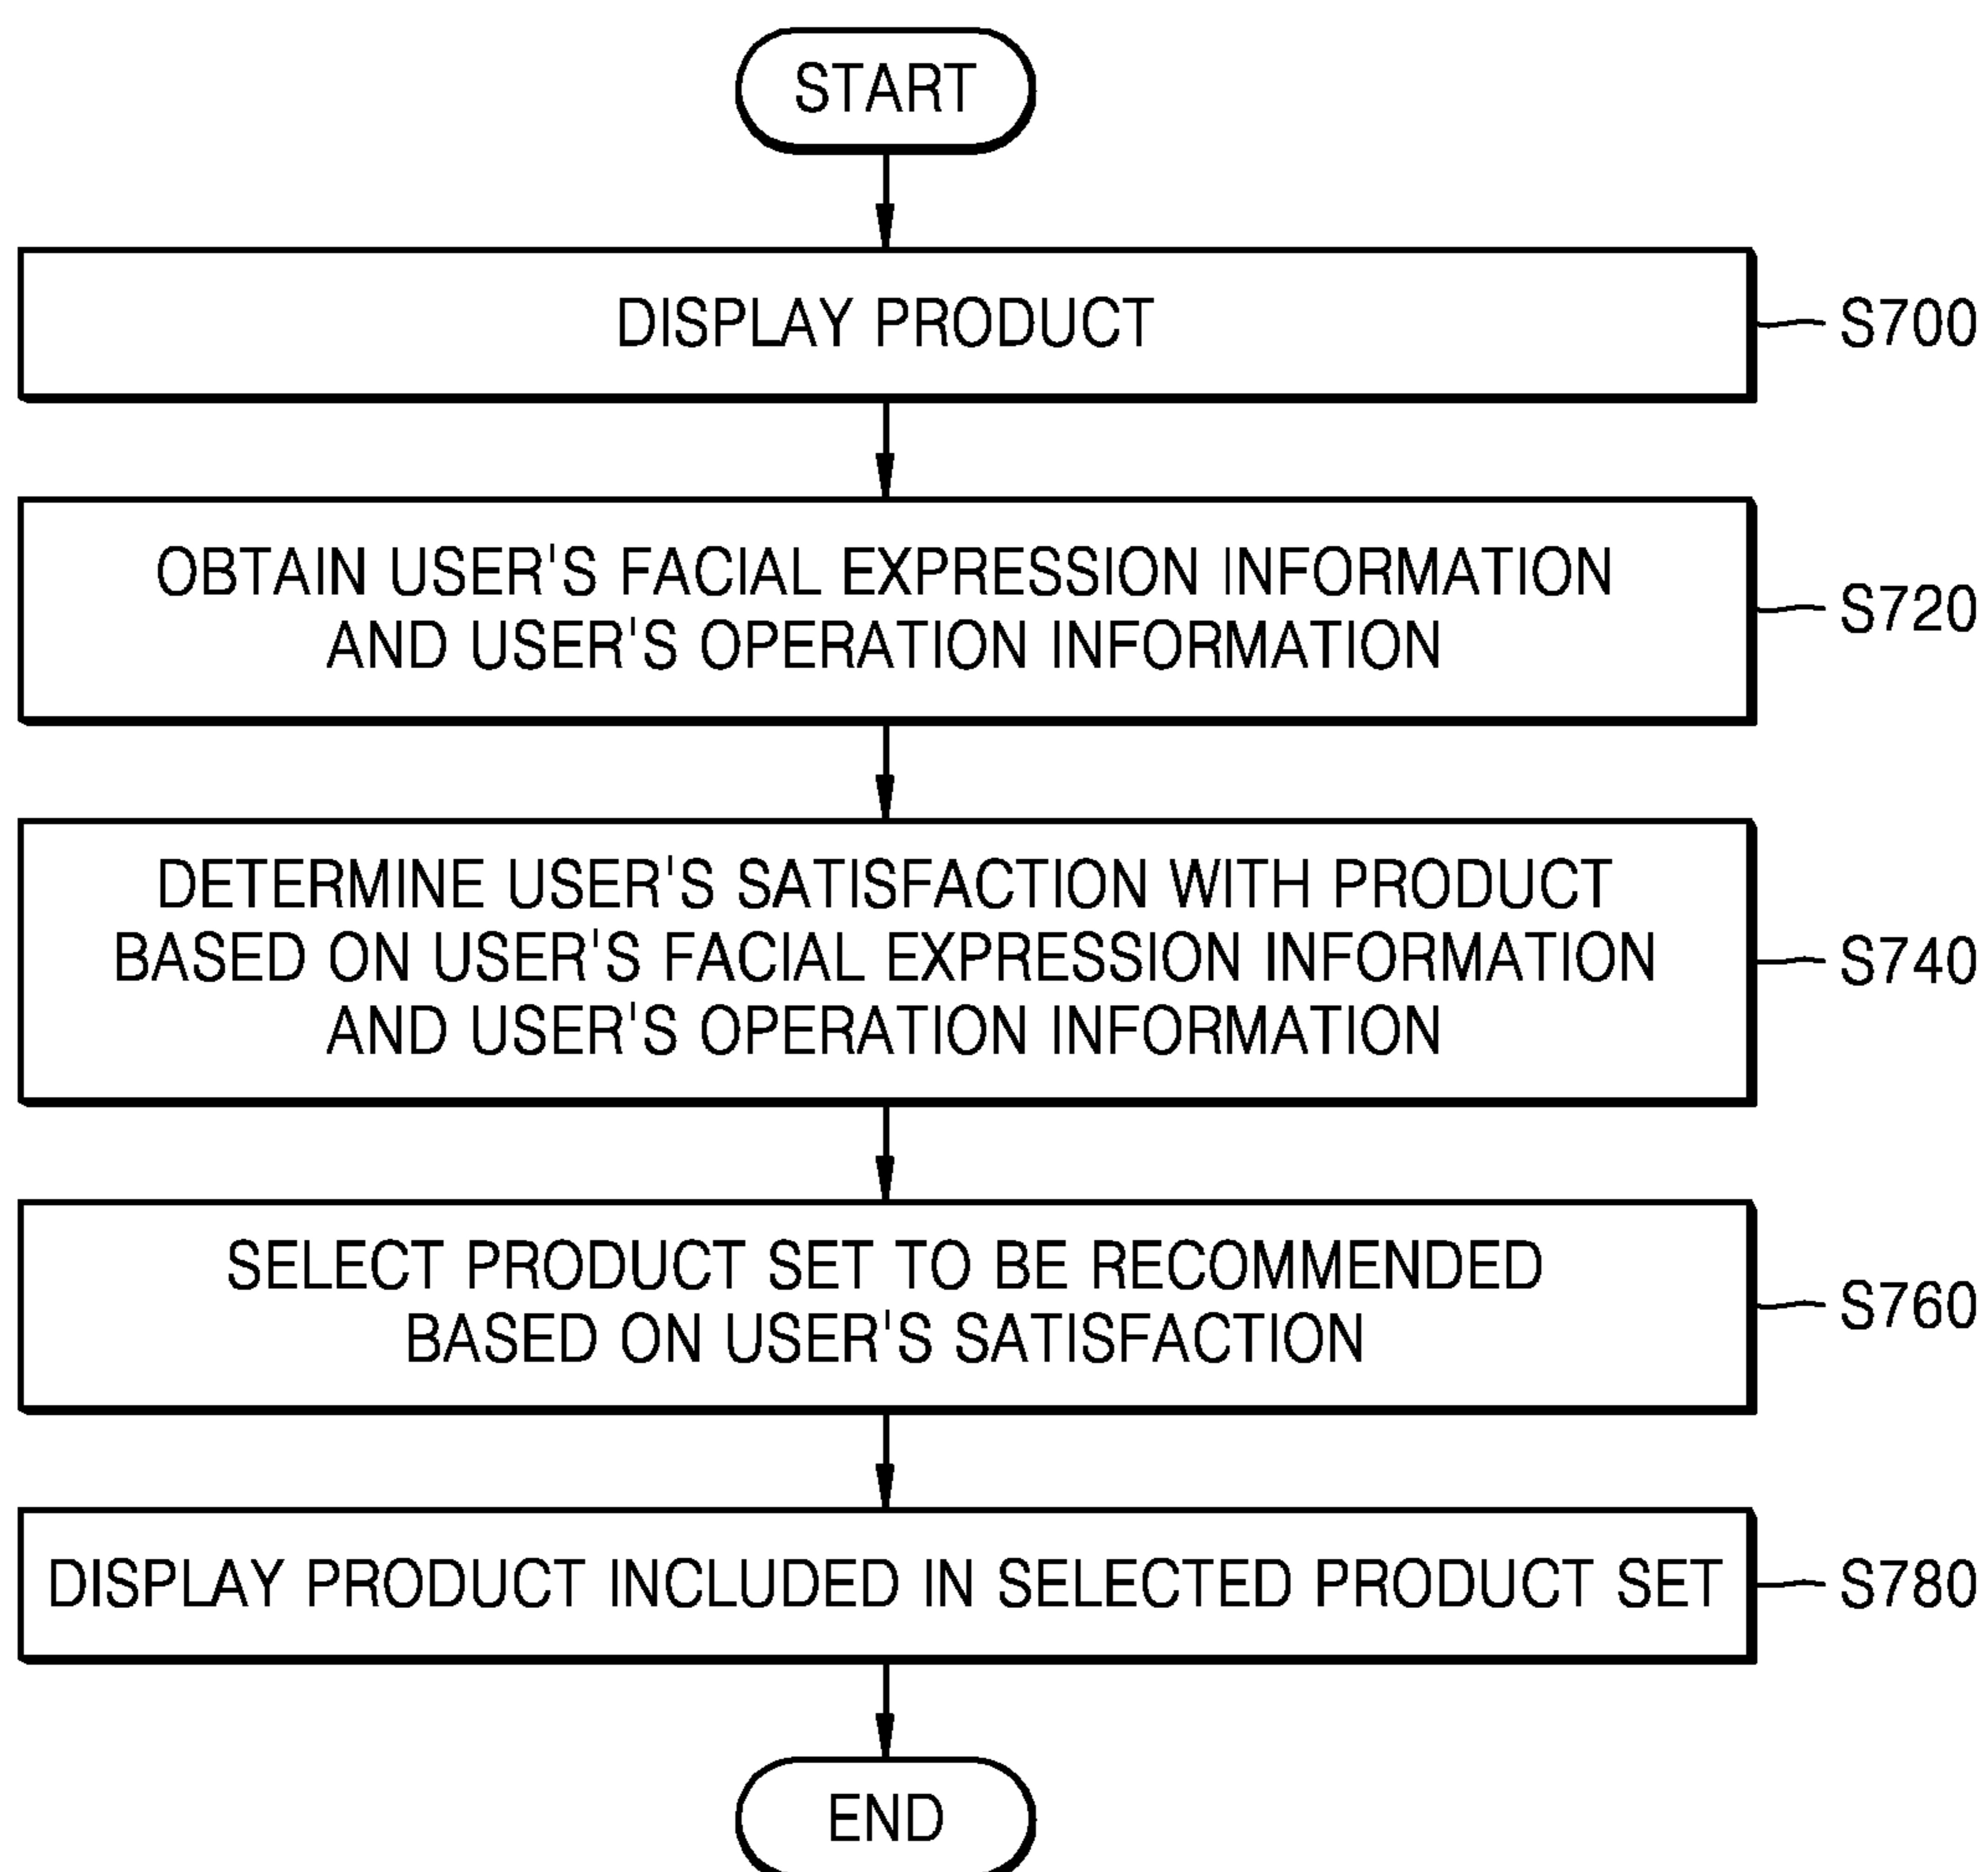 START
DISPLAY PRODUCT
S700
OBTAIN USER'S FACIAL EXPRESSION INFORMATION
AND USER'S OPERATION INFORMATION
S720
DETERMINE USER'S SATISFACTION WITH PRODUCT
BASED ON USER'S FACIAL EXPRESSION INFORMATION
AND USER'S OPERATION INFORMATION
S740
SELECT PRODUCT SET TO BE RECOMMENDED
BASED ON USER'S SATISFACTION
S760
DISPLAY PRODUCT INCLUDED IN SELECTED PRODUCT SET
S780
END